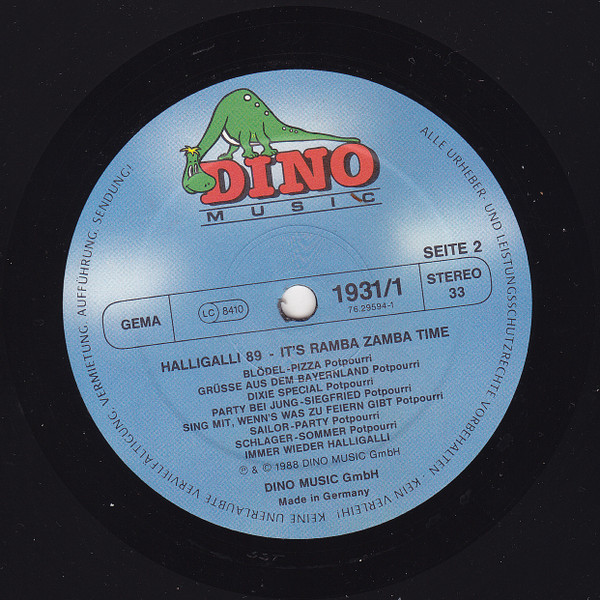 DINO
MUSIC
SEITE 2
GEMA
LC 8410
1931/1
76.29594-1
STEREO
33
HALLIGALLI 89 - IT'S RAMBA ZAMBA TIME
BLÖDEL-PIZZA Potpourri
GRÜSSE AUS DEM BAYERNLAND Potpourri
DIXIE SPECIAL Potpourri
PARTY BEI JUNG-SIEGFRIED Potpourri
SING MIT, WENN'S WAS ZU FEIERN GIBT Potpourri
SAILOR-PARTY Potpourri
SCHLAGER-SOMMER Potpourri
IMMER WIEDER HALLIGALLI
℗ & © 1988 DINO MUSIC GmbH
DINO MUSIC GmbH
Made in Germany
ALLE URHEBER- UND LEISTUNGSSCHUTZRECHTE VORBEHALTEN · KEIN VERLEIH! · KEINE UNERLAUBTE VERVIELFÄLTIGUNG, VERMIETUNG, AUFFÜHRUNG, SENDUNG!